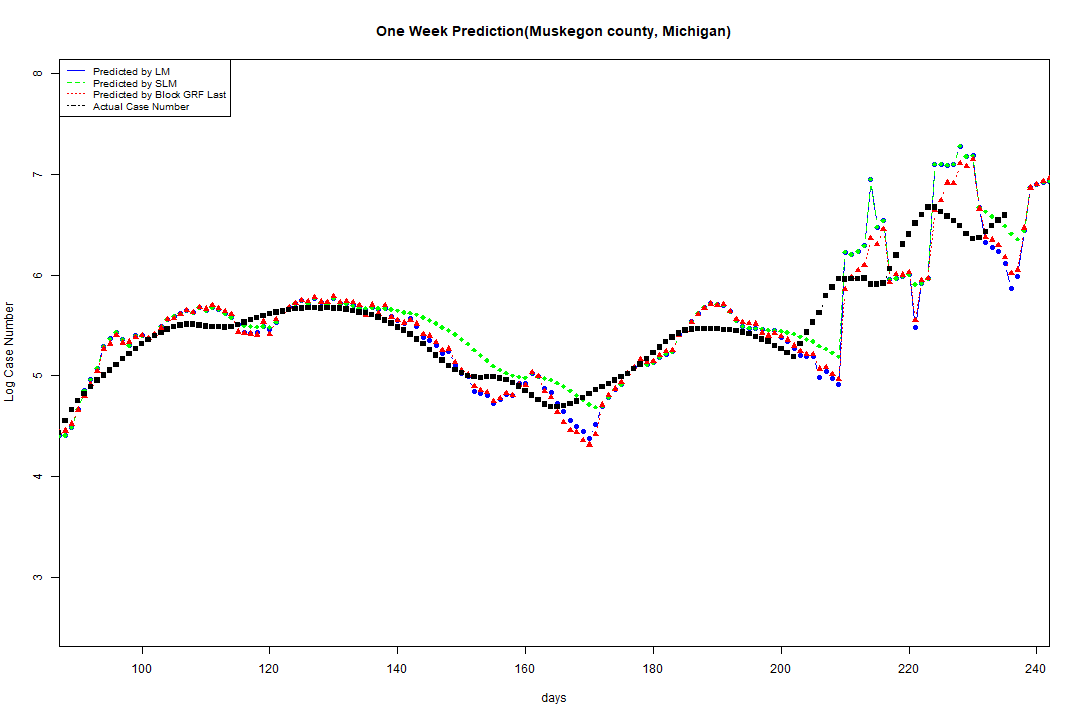 One Week Prediction(Muskegon county, Michigan)
Predicted by LM
Predicted by SLM
Predicted by Block GRF Last
Actual Case Number
8
7
6
5
4
3
Log Case Number
100 120 140 160 180 200 220 240
days